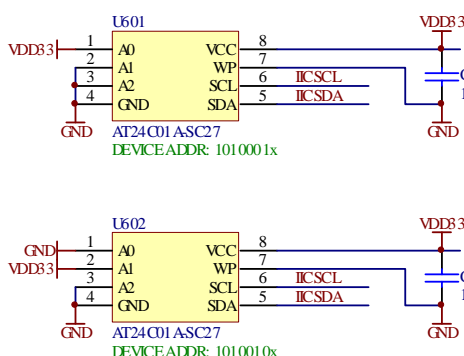 U601
VDD33
VDD33
1 A0 VCC 8
2 A1 WP 7
3 A2 SCL 6 IICSCL
4 GND SDA 5 IICSDA
GND
GND
AT24C01A-SC27
DEVICE ADDR: 1010001x
U602
VDD33
GND 1 A0 VCC 8
VDD33 2 A1 WP 7
3 A2 SCL 6 IICSCL
4 GND SDA 5 IICSDA
GND
GND
AT24C01A-SC27
DEVICE ADDR: 1010010x